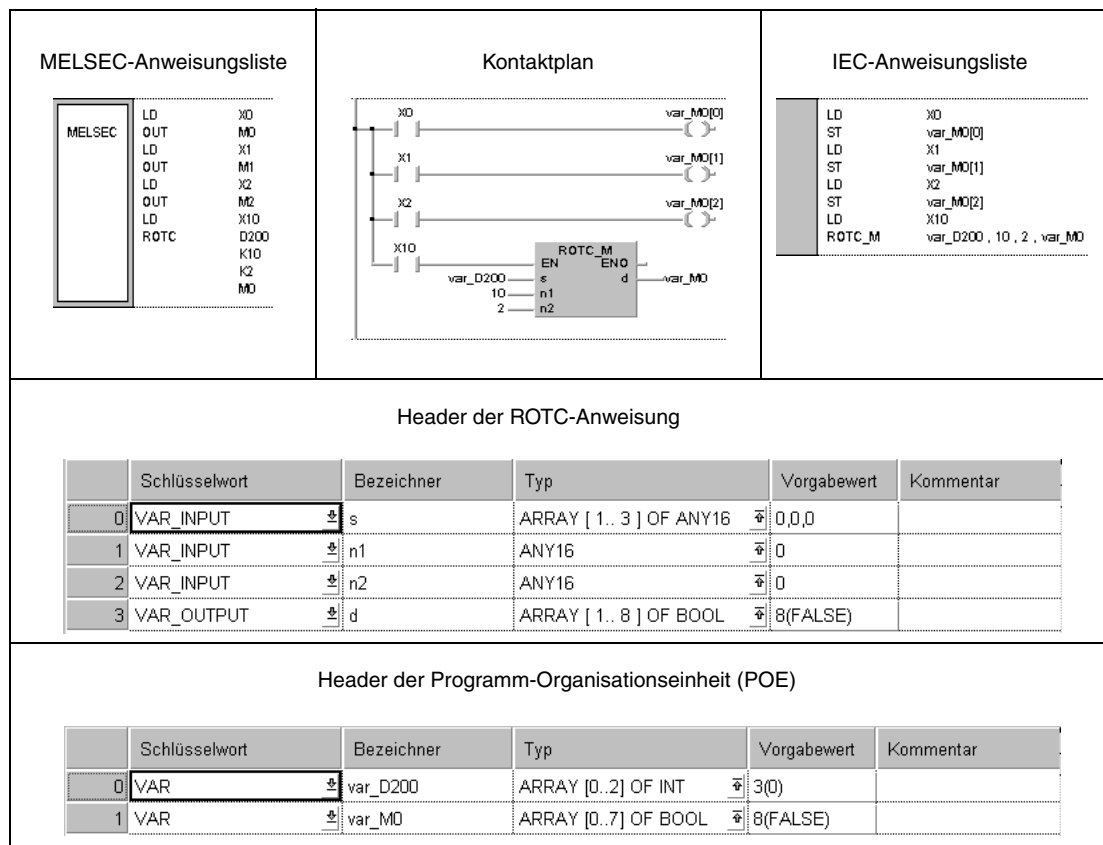 MELSEC-Anweisungsliste
MELSEC
LD X0
OUT M0
LD X1
OUT M1
LD X2
OUT M2
LD X10
ROTC D200
K10
K2
M0
Kontaktplan
X0 var_M0[0]
X1 var_M0[1]
X2 var_M0[2]
X10
ROTC_M
EN ENO
var_D200 s d var_M0
10 n1
2 n2
IEC-Anweisungsliste
LD X0
ST var_M0[0]
LD X1
ST var_M0[1]
LD X2
ST var_M0[2]
LD X10
ROTC_M var_D200 , 10 , 2 , var_M0
Header der ROTC-Anweisung
Schlüsselwort Bezeichner Typ Vorgabewert Kommentar
0 VAR_INPUT s ARRAY [ 1.. 3 ] OF ANY16 0,0,0
1 VAR_INPUT n1 ANY16 0
2 VAR_INPUT n2 ANY16 0
3 VAR_OUTPUT d ARRAY [ 1.. 8 ] OF BOOL 8(FALSE)
Header der Programm-Organisationseinheit (POE)
Schlüsselwort Bezeichner Typ Vorgabewert Kommentar
0 VAR var_D200 ARRAY [0..2] OF INT 3(0)
1 VAR var_M0 ARRAY [0..7] OF BOOL 8(FALSE)